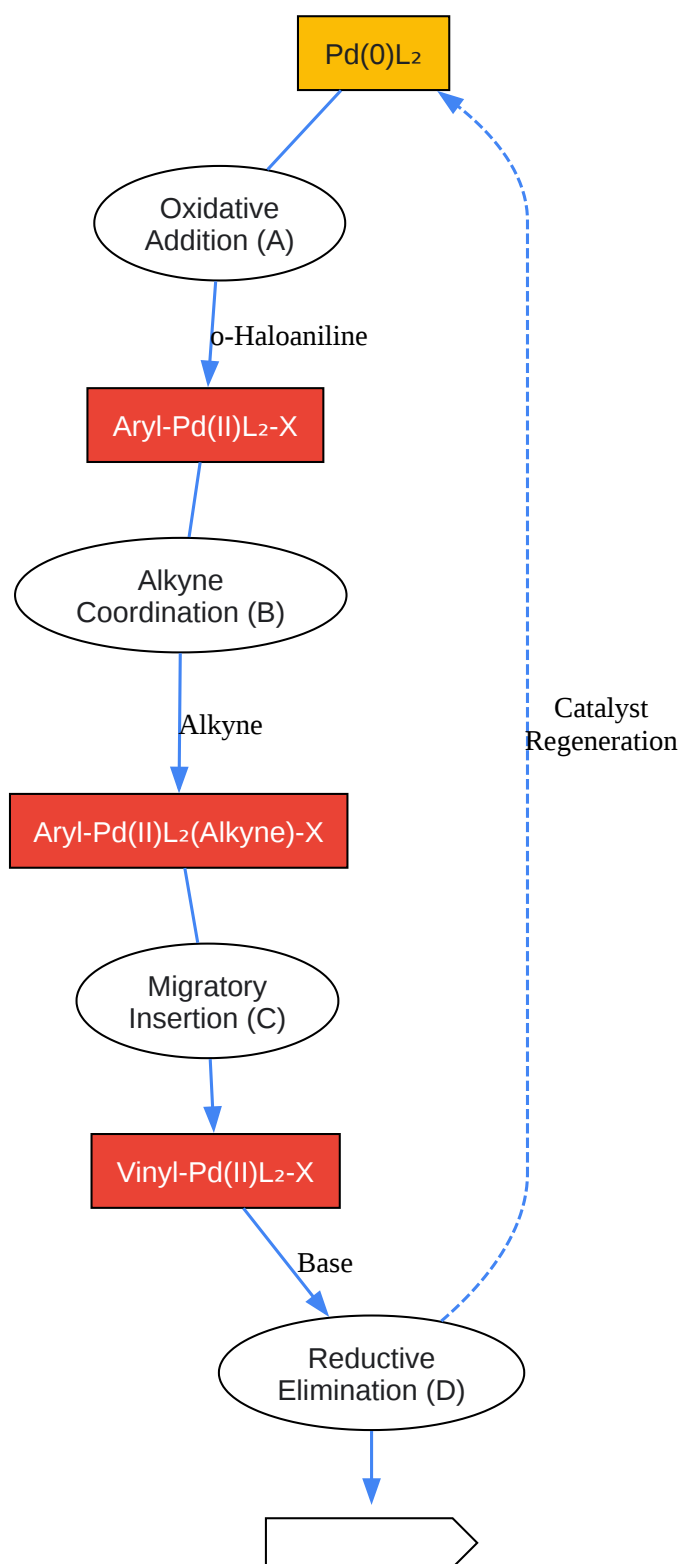 Pd(0)L₂
Oxidative
Addition (A)
o-Haloaniline
Aryl-Pd(II)L₂-X
Alkyne
Coordination (B)
Alkyne
Catalyst
Regeneration
Aryl-Pd(II)L₂(Alkyne)-X
Migratory
Insertion (C)
Vinyl-Pd(II)L₂-X
Base
Reductive
Elimination (D)